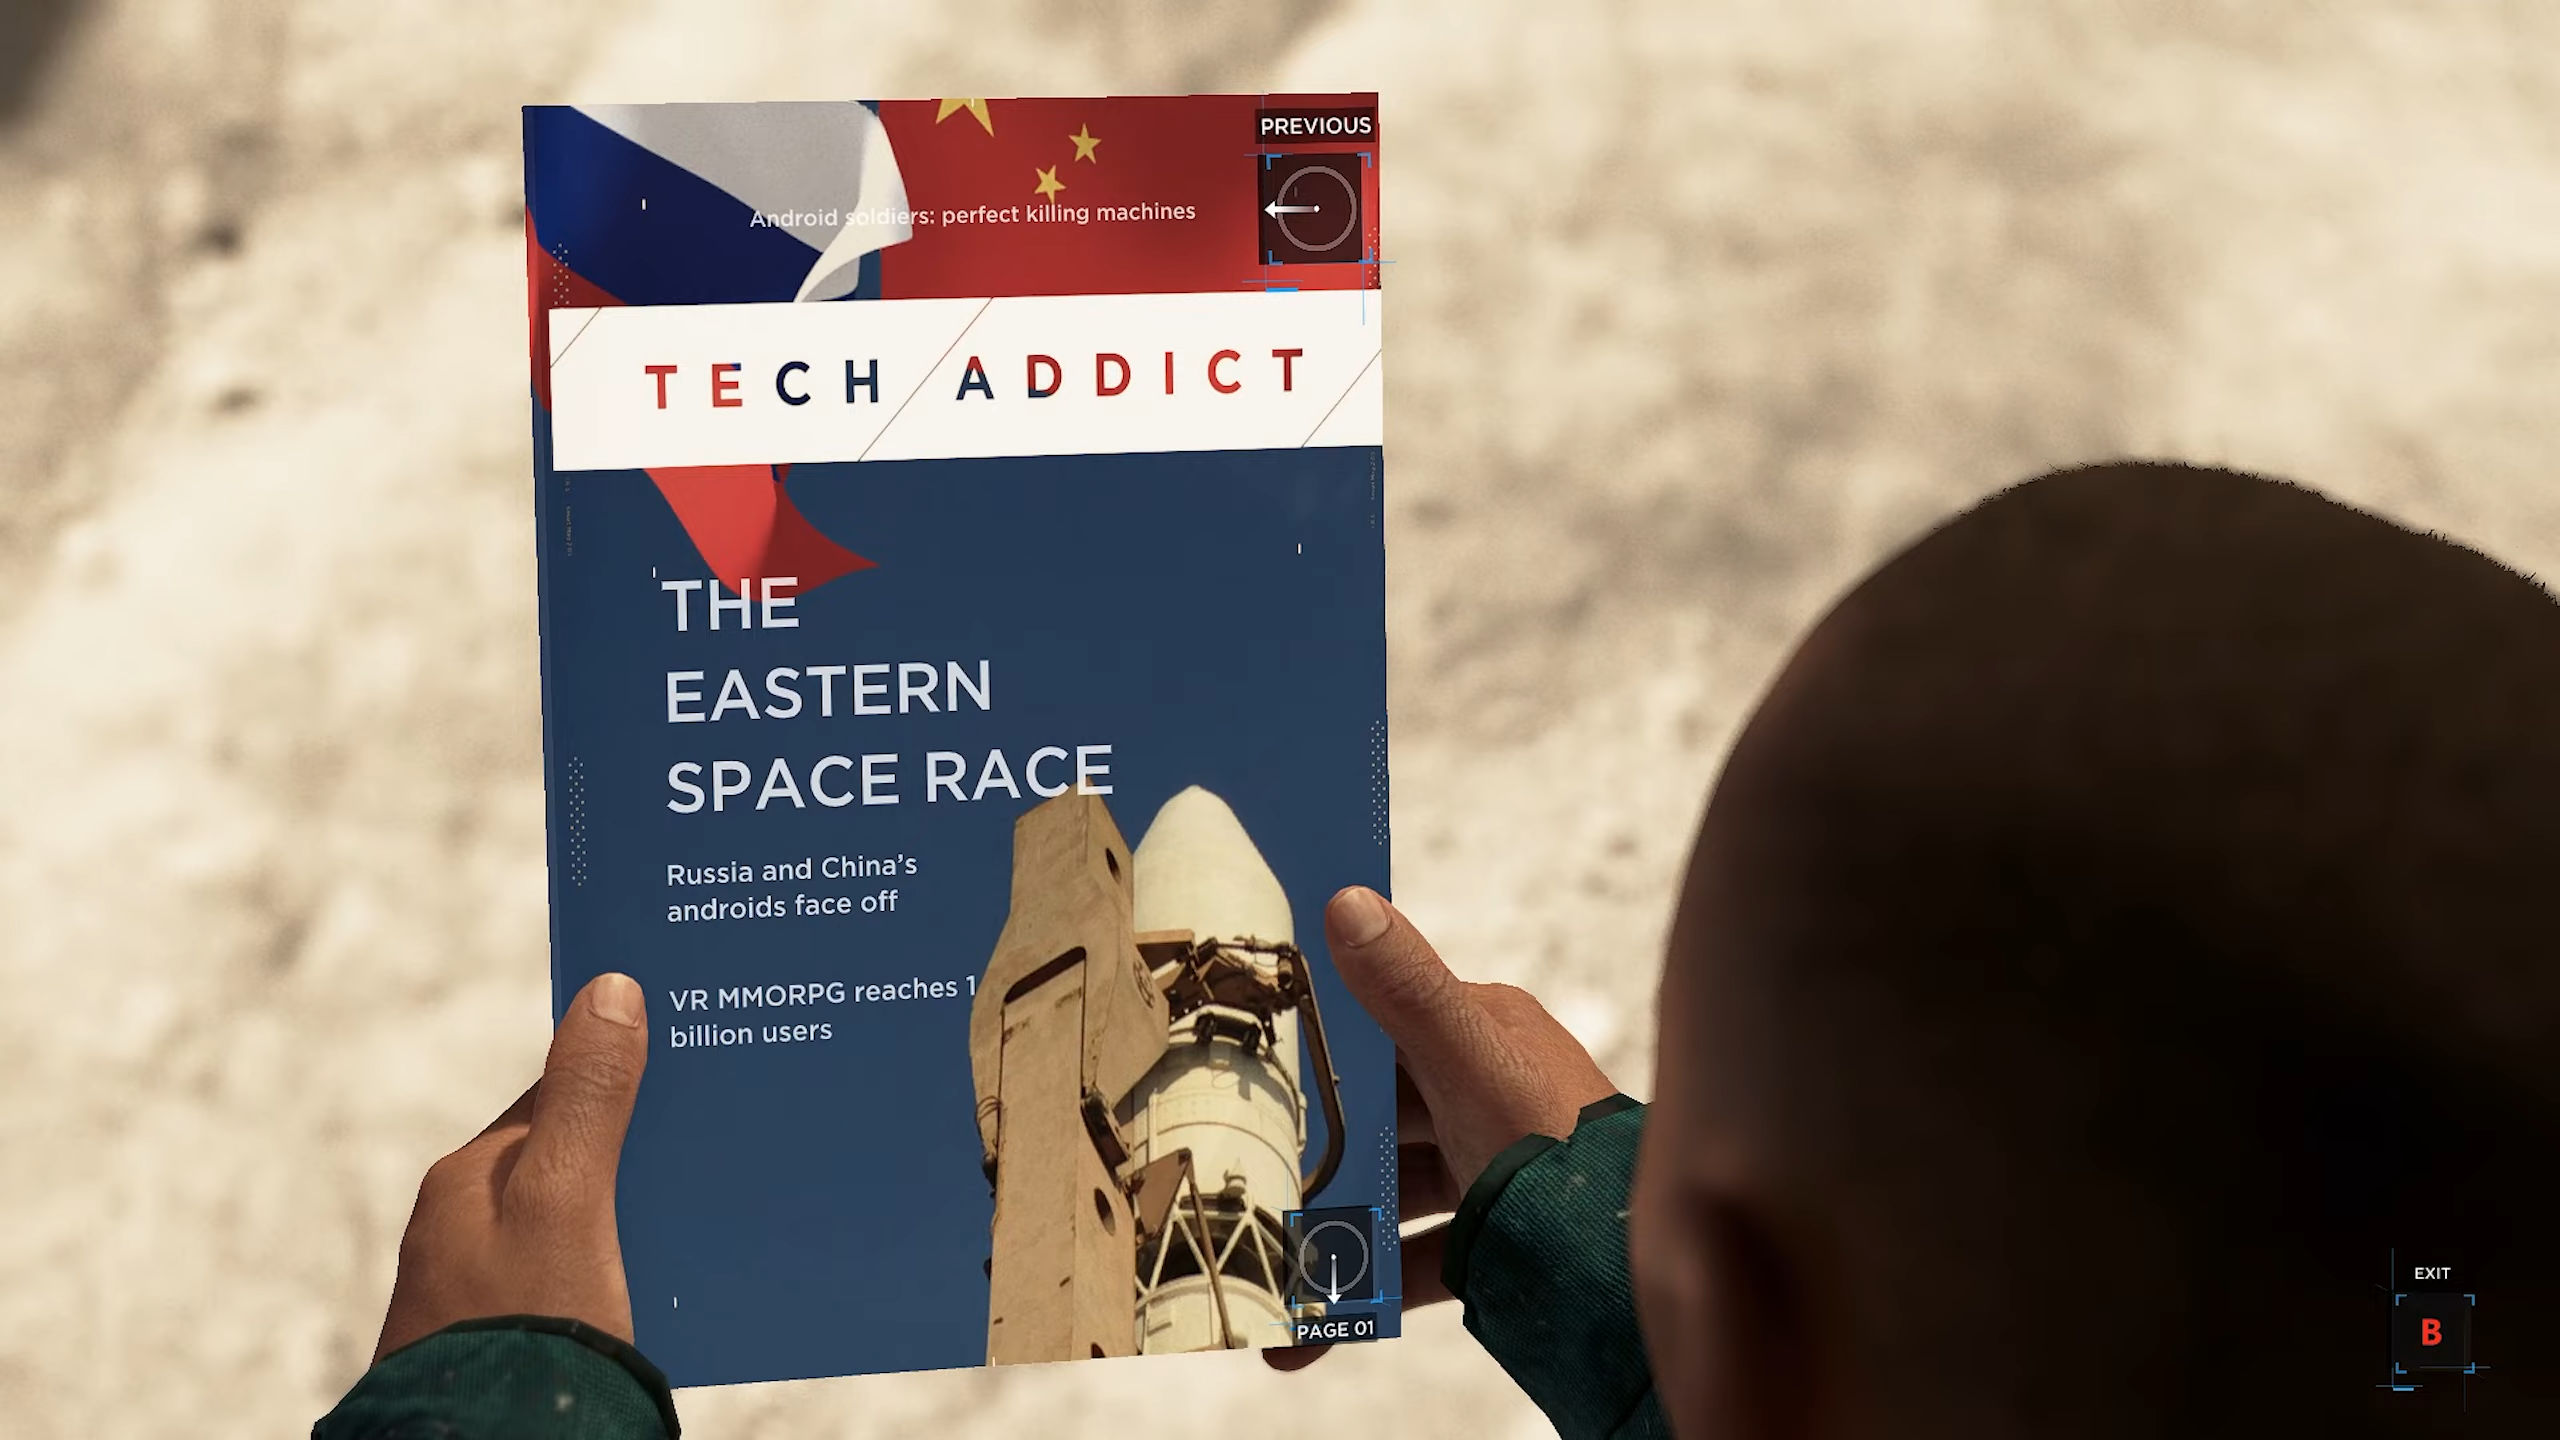 PREVIOUS
Android soldiers: perfect killing machines
TECH ADDICT
THE
EASTERN
SPACE RACE
Russia and China's
androids face off
VR MMORPG reaches 1
billion users
PAGE 01
EXIT
B